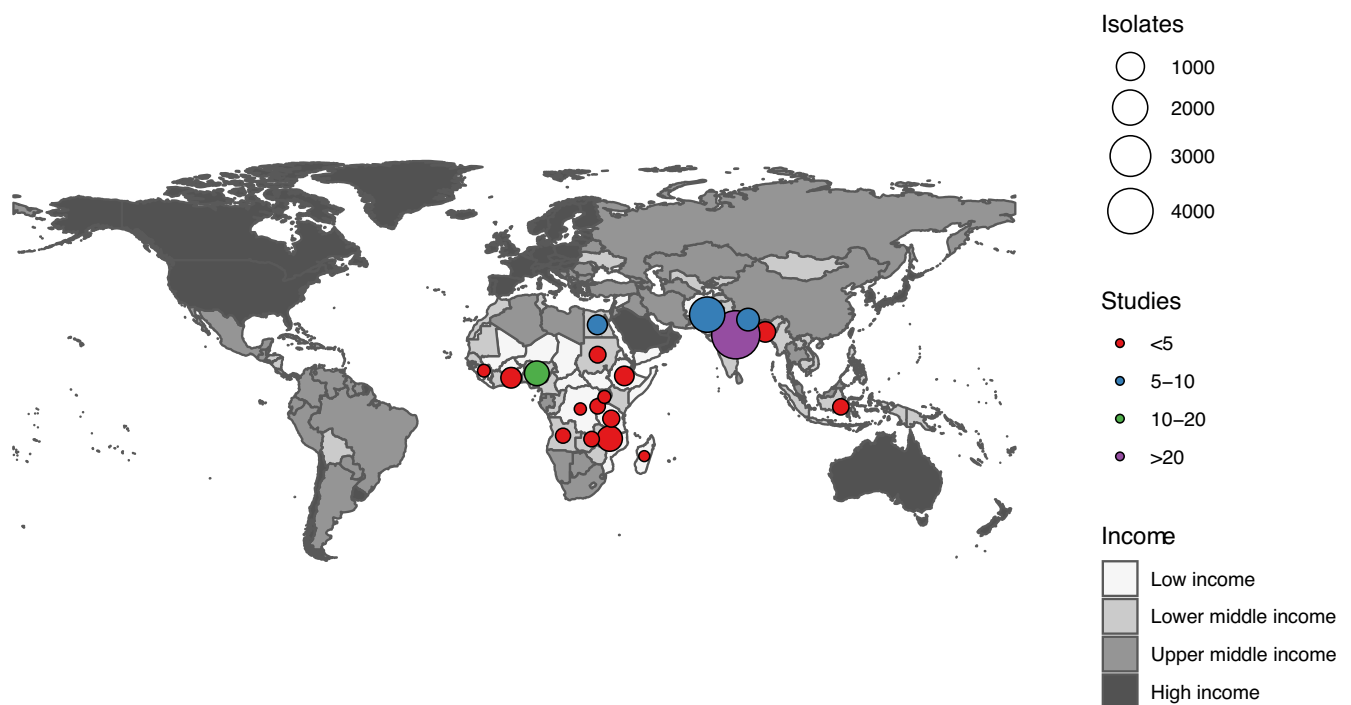 Isolates
1000
2000
3000
4000
Studies
<5
5−10
10−20
>20
Income
Low income
Lower middle income
Upper middle income
High income